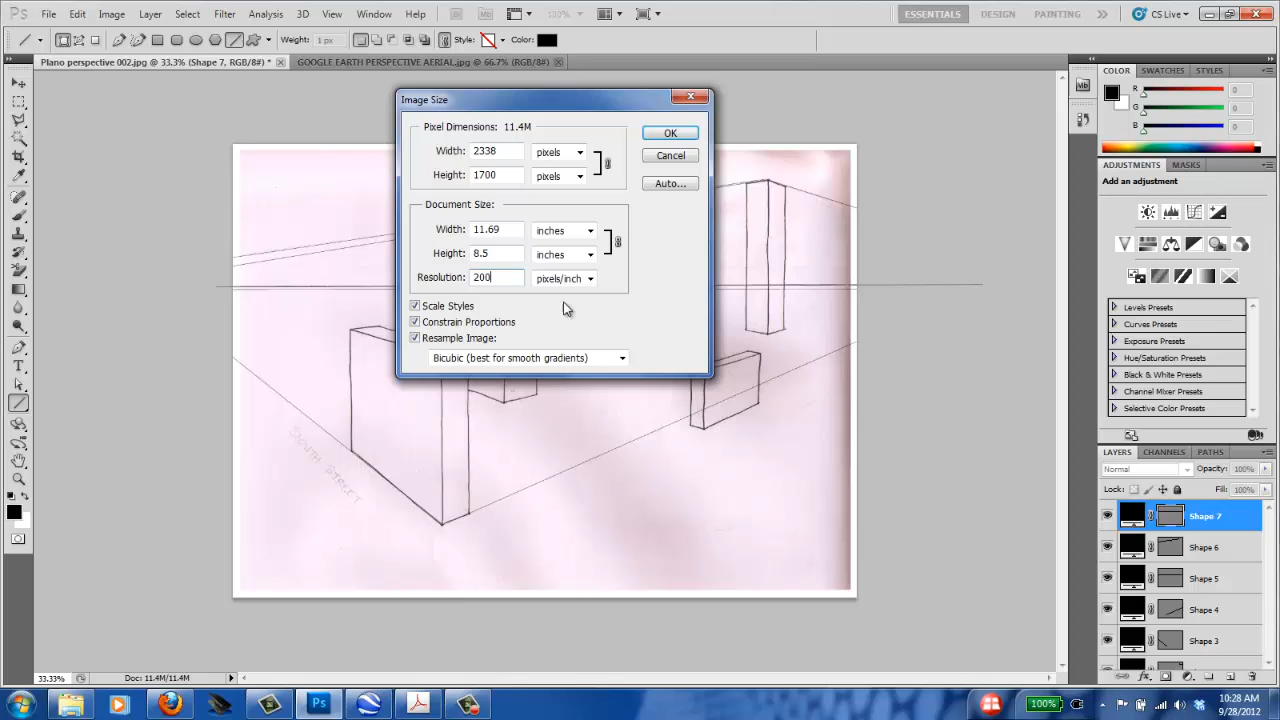 Ps File Edit Image Layer Select Filter Analysis 3D View Window Help Mb 100% ESSENTIALS DESIGN PAINTING CS Live
Weight: 1 px Style: Color:
Plano perspective 002.jpg @ 33.3% (Shape 7, RGB/8#) * GOOGLE EARTH PERSPECTIVE AERIAL.jpg @ 66.7% (RGB/8#)
Image Size
Pixel Dimensions: 11.4M
Width: 2338 pixels
Height: 1700 pixels
OK
Cancel
Auto...
Document Size:
Width: 11.69 inches
Height: 8.5 inches
Resolution: 200 pixels/inch
Scale Styles
Constrain Proportions
Resample Image:
Bicubic (best for smooth gradients)
Mb
COLOR SWATCHES STYLES
R 0
G 0
B 0
ADJUSTMENTS MASKS
Add an adjustment
Levels Presets
Curves Presets
Exposure Presets
Hue/Saturation Presets
Black & White Presets
Channel Mixer Presets
Selective Color Presets
LAYERS CHANNELS PATHS
Normal Opacity: 100%
Lock: Fill: 100%
Shape 7
Shape 6
Shape 5
Shape 4
Shape 3
33.33% Doc: 11.4M/11.4M
Ps 100% 10:28 AM
9/28/2012